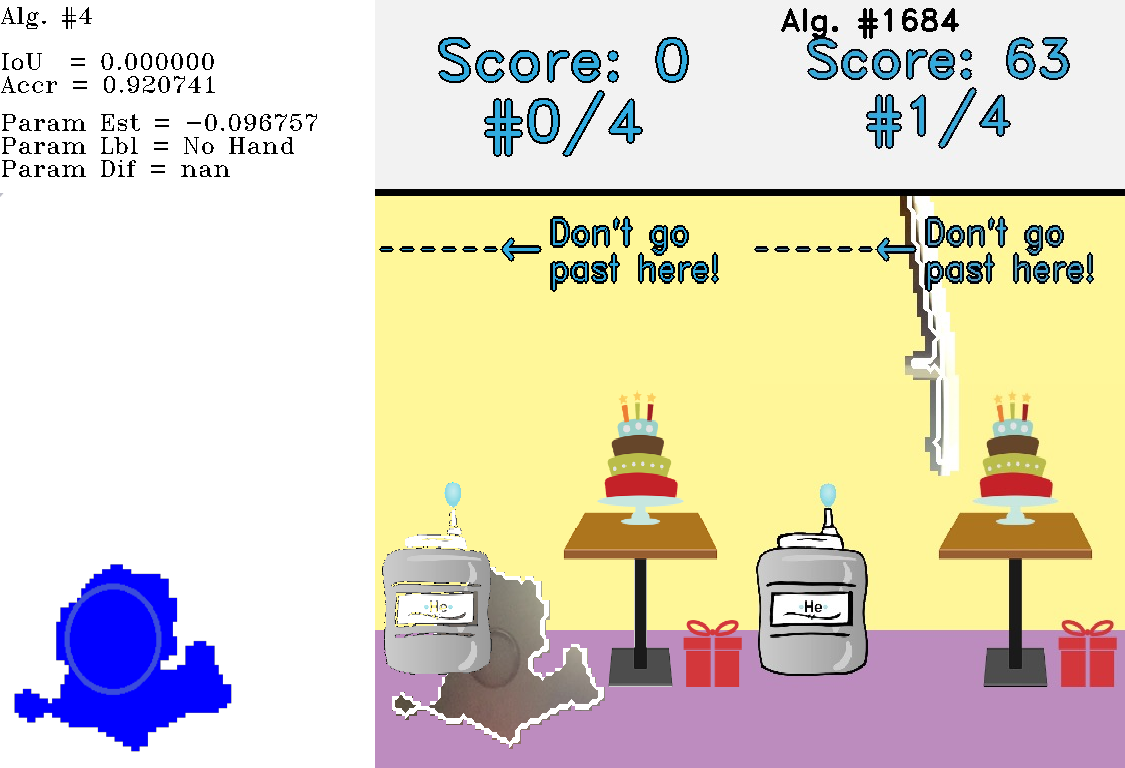 Alg. #4
IoU = 0.000000
Accr = 0.920741
Param Est = -0.096757
Param Lbl = No Hand
Param Dif = nan
Score: 0
#0/4
Alg. #1684
Score: 63
#1/4
Don't go
past here!
Don't go
past here!
He
He